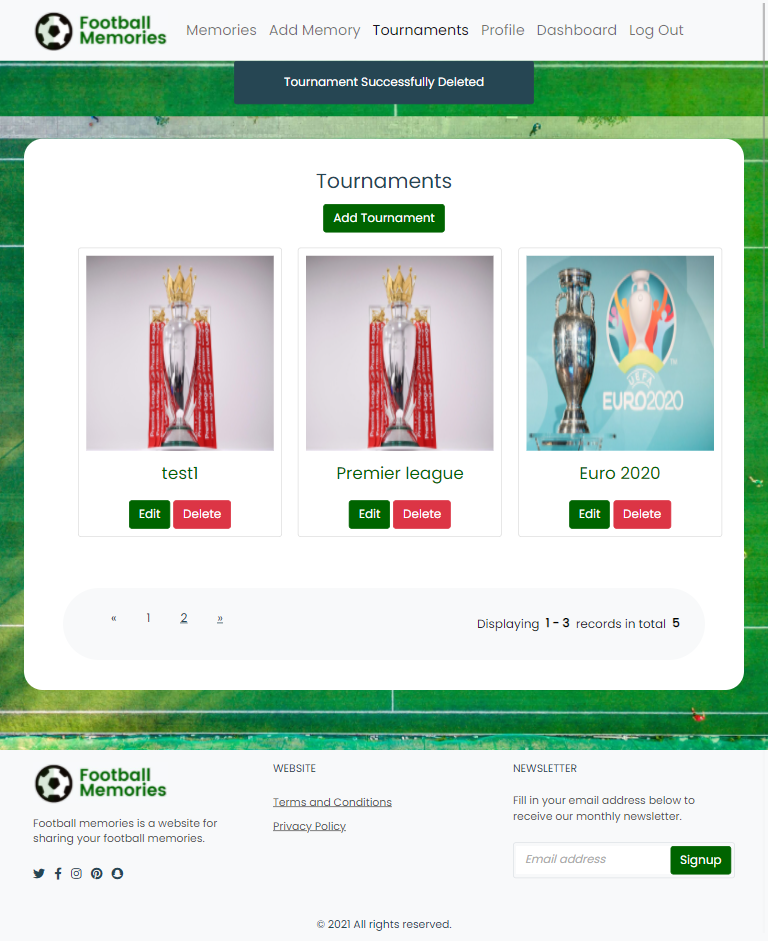 Football
Memories
Memories Add Memory Tournaments Profile Dashboard Log Out
Tournament Successfully Deleted
Tournaments
Add Tournament
UEFA
EURO2020
test1
Premier league
Euro 2020
Edit Delete
Edit Delete
Edit Delete
« 1 2 »
Displaying 1 - 3 records in total 5
Football
Memories
Football memories is a website for
sharing your football memories.
WEBSITE
Terms and Conditions
Privacy Policy
NEWSLETTER
Fill in your email address below to
receive our monthly newsletter.
Email address
Signup
© 2021 All rights reserved.